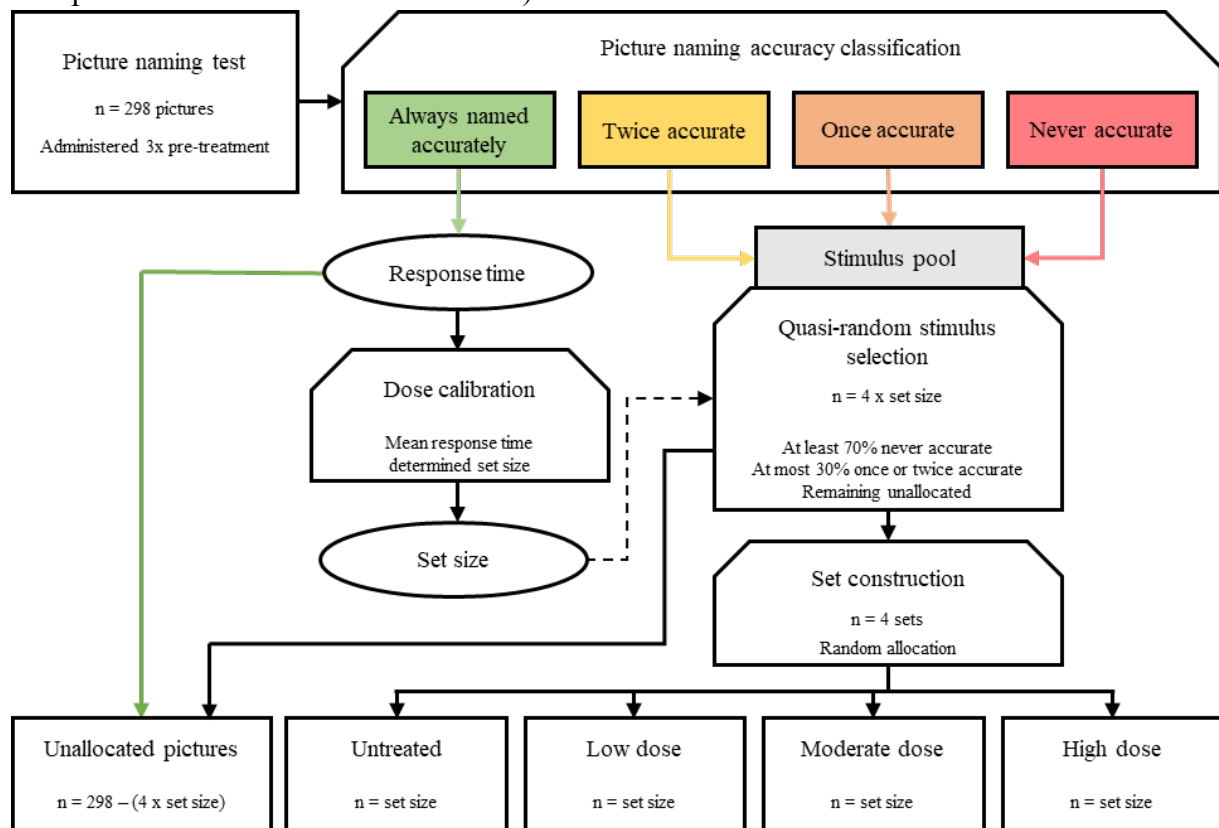 Picture naming test
n = 298 pictures
Administered 3x pre-treatment
Picture naming accuracy classification
Always named
accurately
Twice accurate
Once accurate
Never accurate
Response time
Stimulus pool
Dose calibration
Mean response time
determined set size
Quasi-random stimulus
selection
n = 4 x set size
At least 70% never accurate
At most 30% once or twice accurate
Remaining unallocated
Set size
Set construction
n = 4 sets
Random allocation
Unallocated pictures
n = 298 – (4 x set size)
Untreated
n = set size
Low dose
n = set size
Moderate dose
n = set size
High dose
n = set size